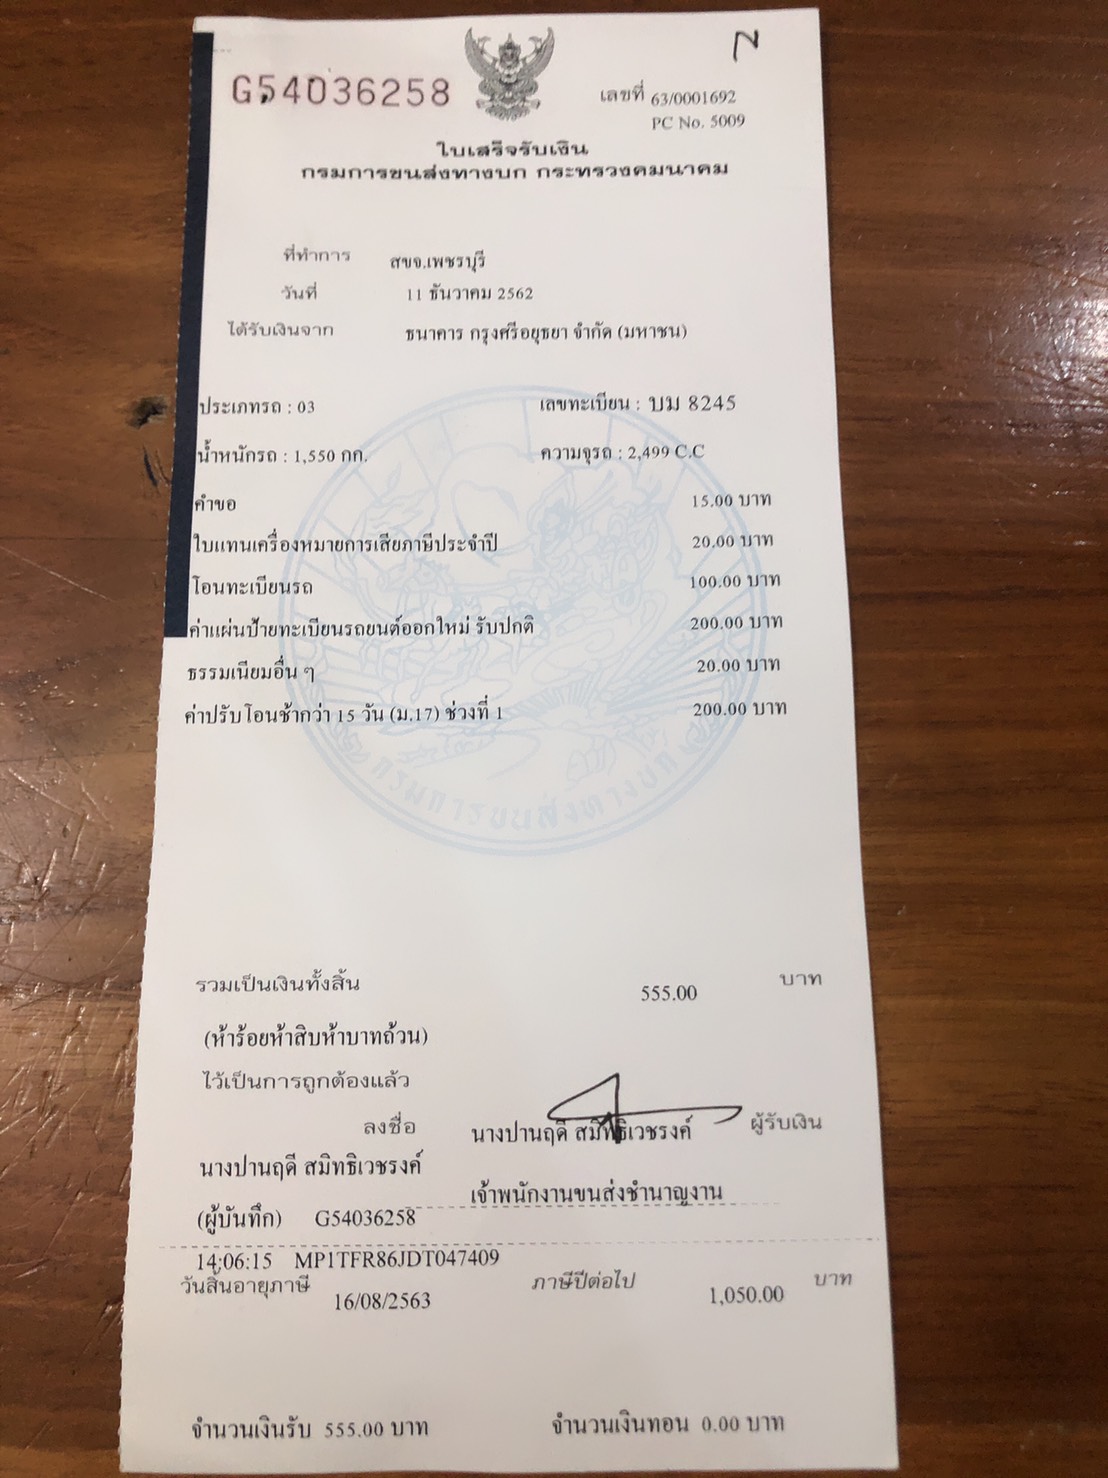 N
G54036258
เลขที่ 63/0001692
PC No. 5009
ใบเสร็จรับเงิน
กรมการขนส่งทางบก กระทรวงคมนาคม
ที่ทำการ สขจ.เพชรบุรี
วันที่ 11 ธันวาคม 2562
ได้รับเงินจาก ธนาคาร กรุงศรีอยุธยา จำกัด (มหาชน)
ประเภทรถ : 03 เลขทะเบียน : บม 8245
น้ำหนักรถ : 1,550 กก. ความจุรถ : 2,499 C.C
คำขอ 15.00 บาท
ใบแทนเครื่องหมายการเสียภาษีประจำปี 20.00 บาท
โอนทะเบียนรถ 100.00 บาท
ค่าแผ่นป้ายทะเบียนรถยนต์ออกใหม่ รับปกติ 200.00 บาท
ธรรมเนียมอื่น ๆ 20.00 บาท
ค่าปรับโอนช้ากว่า 15 วัน (ม.17) ช่วงที่ 1 200.00 บาท
กรมการขนส่งทางบก
รวมเป็นเงินทั้งสิ้น 555.00 บาท
(ห้าร้อยห้าสิบห้าบาทถ้วน)
ไว้เป็นการถูกต้องแล้ว
ลงชื่อ นางปานฤดี สมิทธิเวชรงค์ ผู้รับเงิน
นางปานฤดี สมิทธิเวชรงค์
เจ้าพนักงานขนส่งชำนาญงาน
(ผู้บันทึก) G54036258
14:06:15 MP1TFR86JDT047409
วันสิ้นอายุภาษี 16/08/2563 ภาษีปีต่อไป 1,050.00 บาท
จำนวนเงินรับ 555.00 บาท จำนวนเงินทอน 0.00 บาท